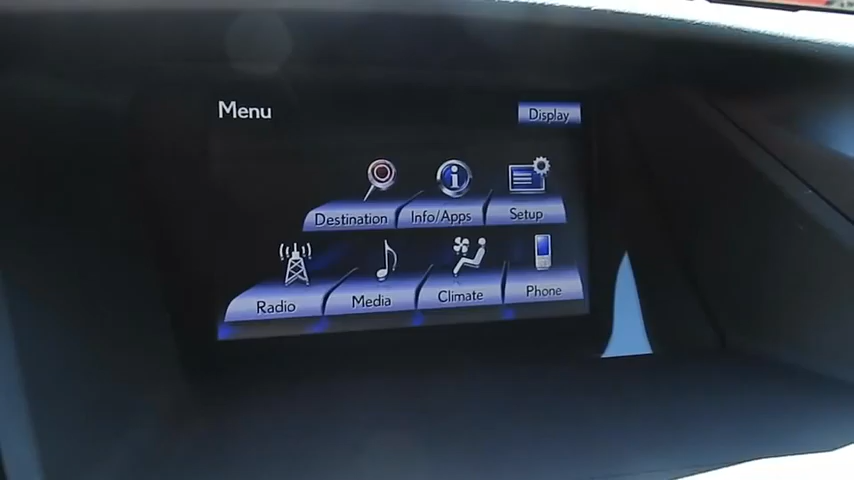 Menu
Display
Destination
Info/Apps
Setup
Radio
Media
Climate
Phone